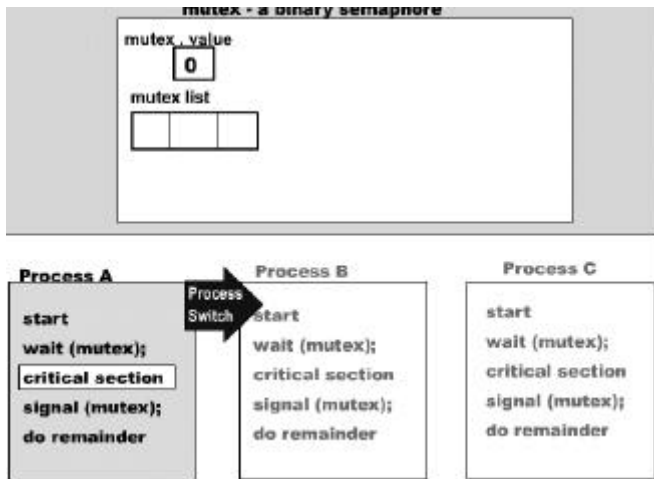 mutex - a binary semaphore
mutex . value
0
mutex list
Process A
start
wait (mutex);
critical section
signal (mutex);
do remainder
Process
Switch
Process B
start
wait (mutex);
critical section
signal (mutex);
do remainder
Process C
start
wait (mutex);
critical section
signal (mutex);
do remainder